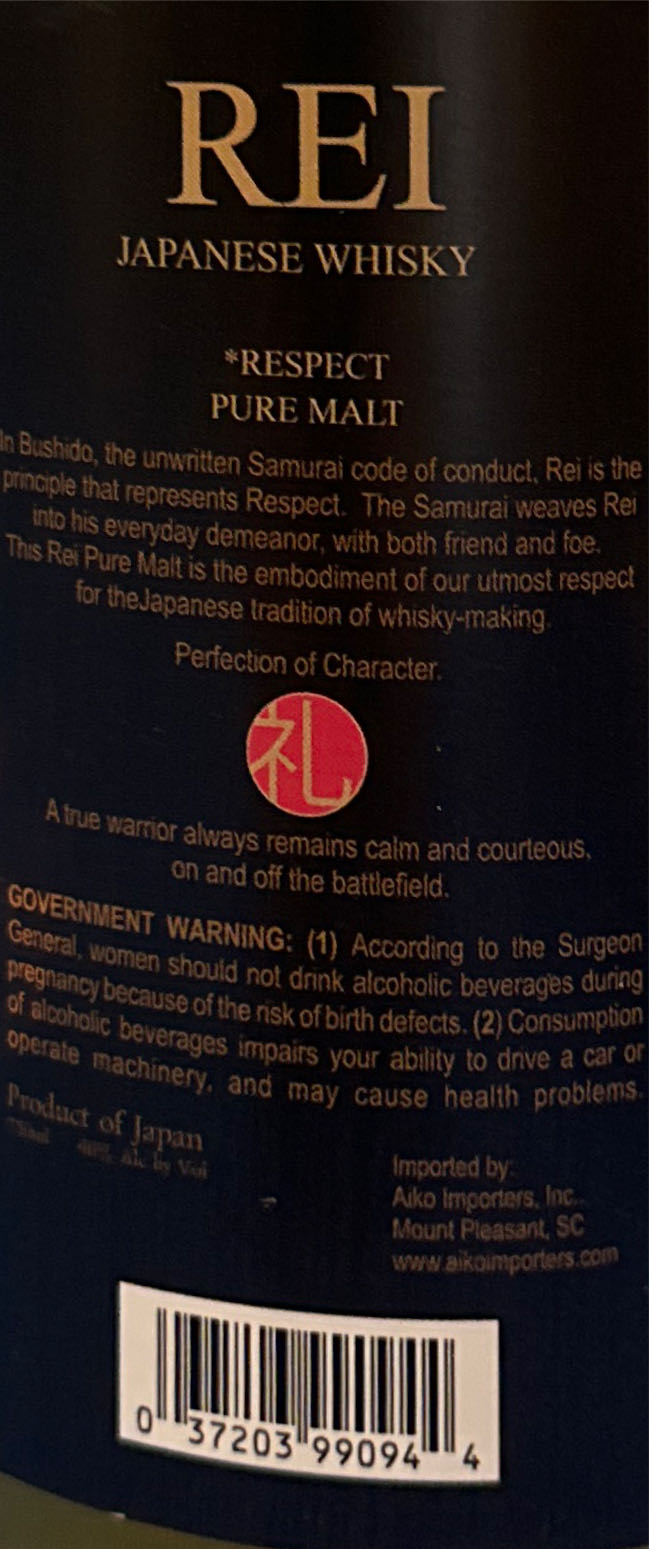 REI
JAPANESE WHISKY
*RESPECT
PURE MALT
In Bushido, the unwritten Samurai code of conduct, Rei is the
principle that represents Respect. The Samurai weaves Rei
into his everyday demeanor, with both friend and foe.
This Rei Pure Malt is the embodiment of our utmost respect
for theJapanese tradition of whisky-making.
Perfection of Character.
礼
A true warrior always remains calm and courteous,
on and off the battlefield.
GOVERNMENT WARNING: (1) According to the Surgeon
General, women should not drink alcoholic beverages during
pregnancy because of the risk of birth defects. (2) Consumption
of alcoholic beverages impairs your ability to drive a car or
operate machinery, and may cause health problems.
Product of Japan
750ml 40% Alc by Vol
Imported by:
Aiko Importers, Inc.
Mount Pleasant, SC
www.aikoimporters.com
0 37203 99094 4